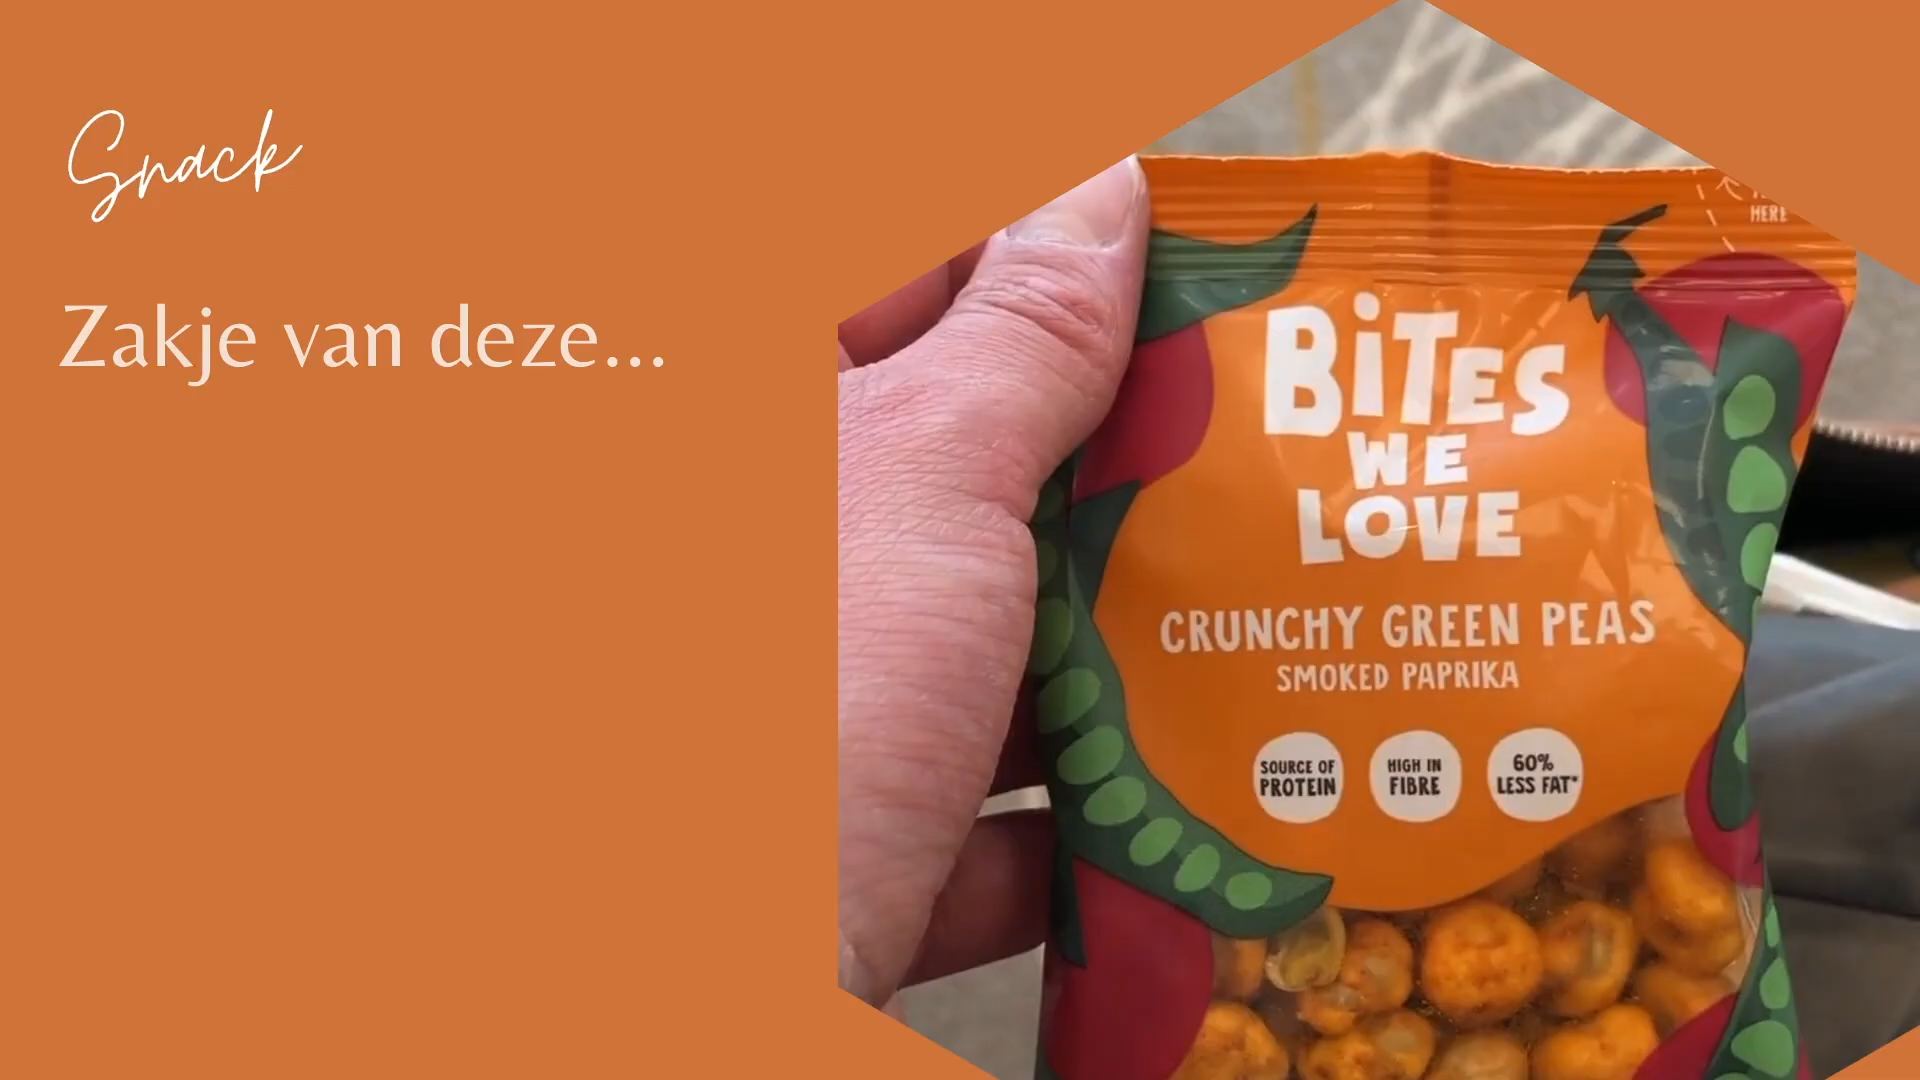 Snack
Zakje van deze...
HERE
BiTES
WE
LOVE
CRUNCHY GREEN PEAS
SMOKED PAPRIKA
SOURCE OF
PROTEIN
HIGH IN
FIBRE
60%
LESS FAT*